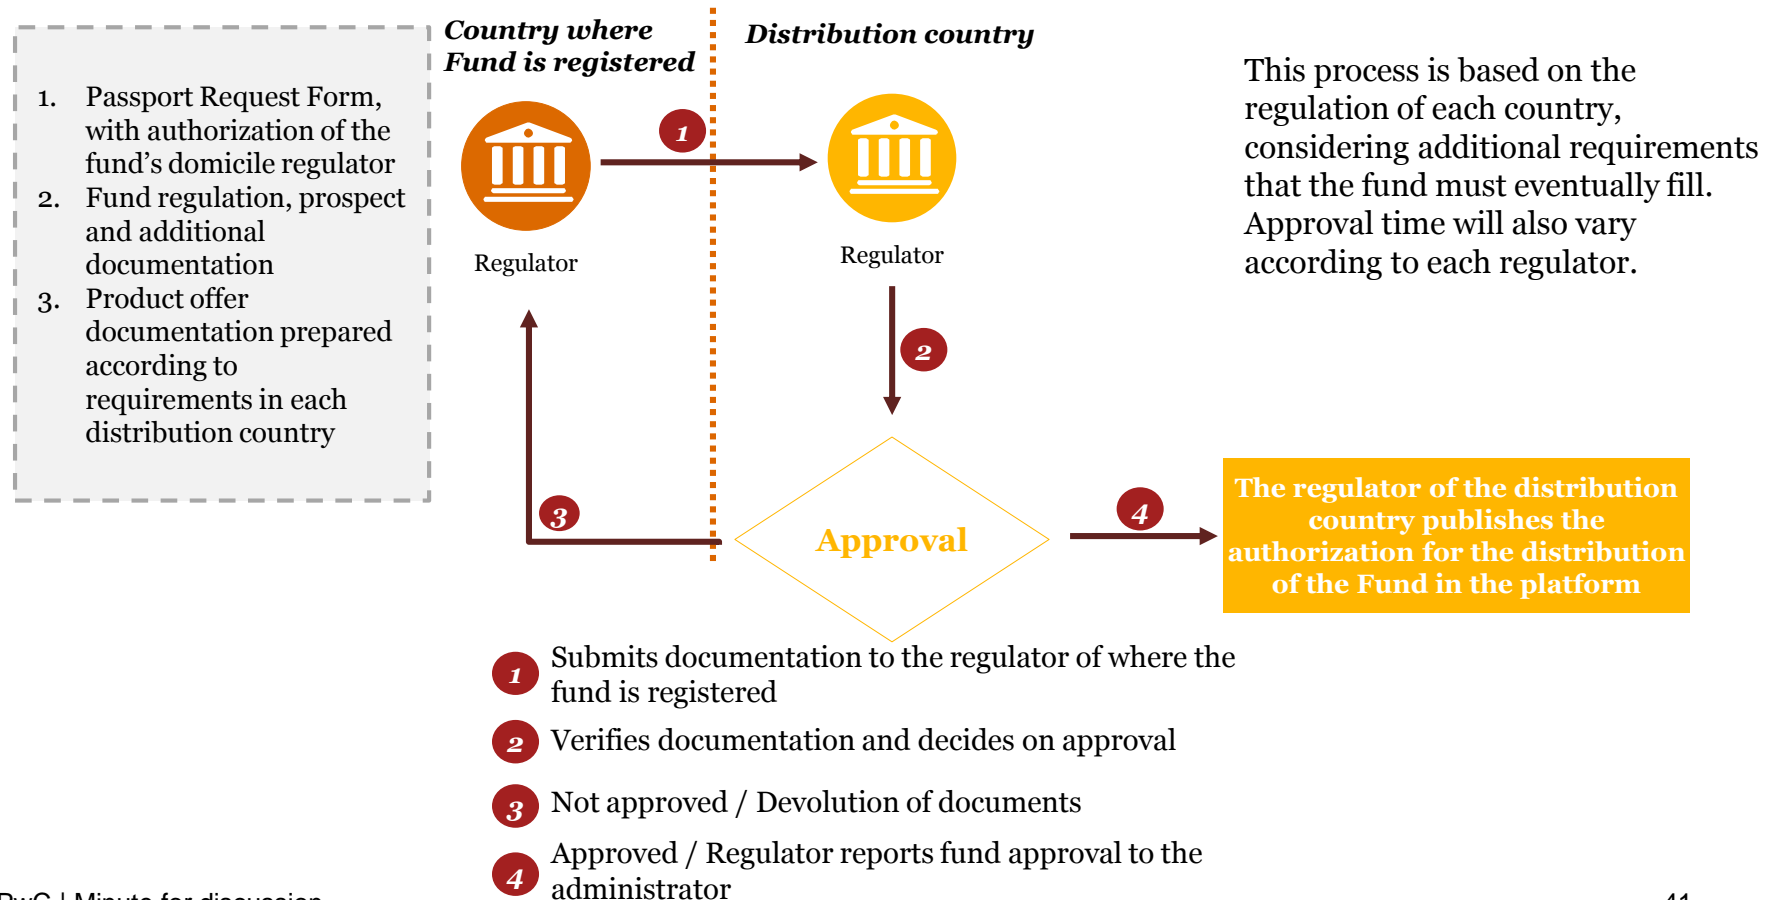 1. Passport Request Form,
with authorization of the
fund's domicile regulator
2. Fund regulation, prospect
and additional
documentation
3. Product offer
documentation prepared
according to
requirements in each
distribution country
Country where
Fund is registered
Distribution country
1
Regulator
Regulator
2
3
Approval
4
This process is based on the
regulation of each country,
considering additional requirements
that the fund must eventually fill.
Approval time will also vary
according to each regulator.
The regulator of the distribution
country publishes the
authorization for the distribution
of the Fund in the platform
1 Submits documentation to the regulator of where the
fund is registered
2 Verifies documentation and decides on approval
3 Not approved / Devolution of documents
4 Approved / Regulator reports fund approval to the
administrator
PwC | Minute for discussion
41